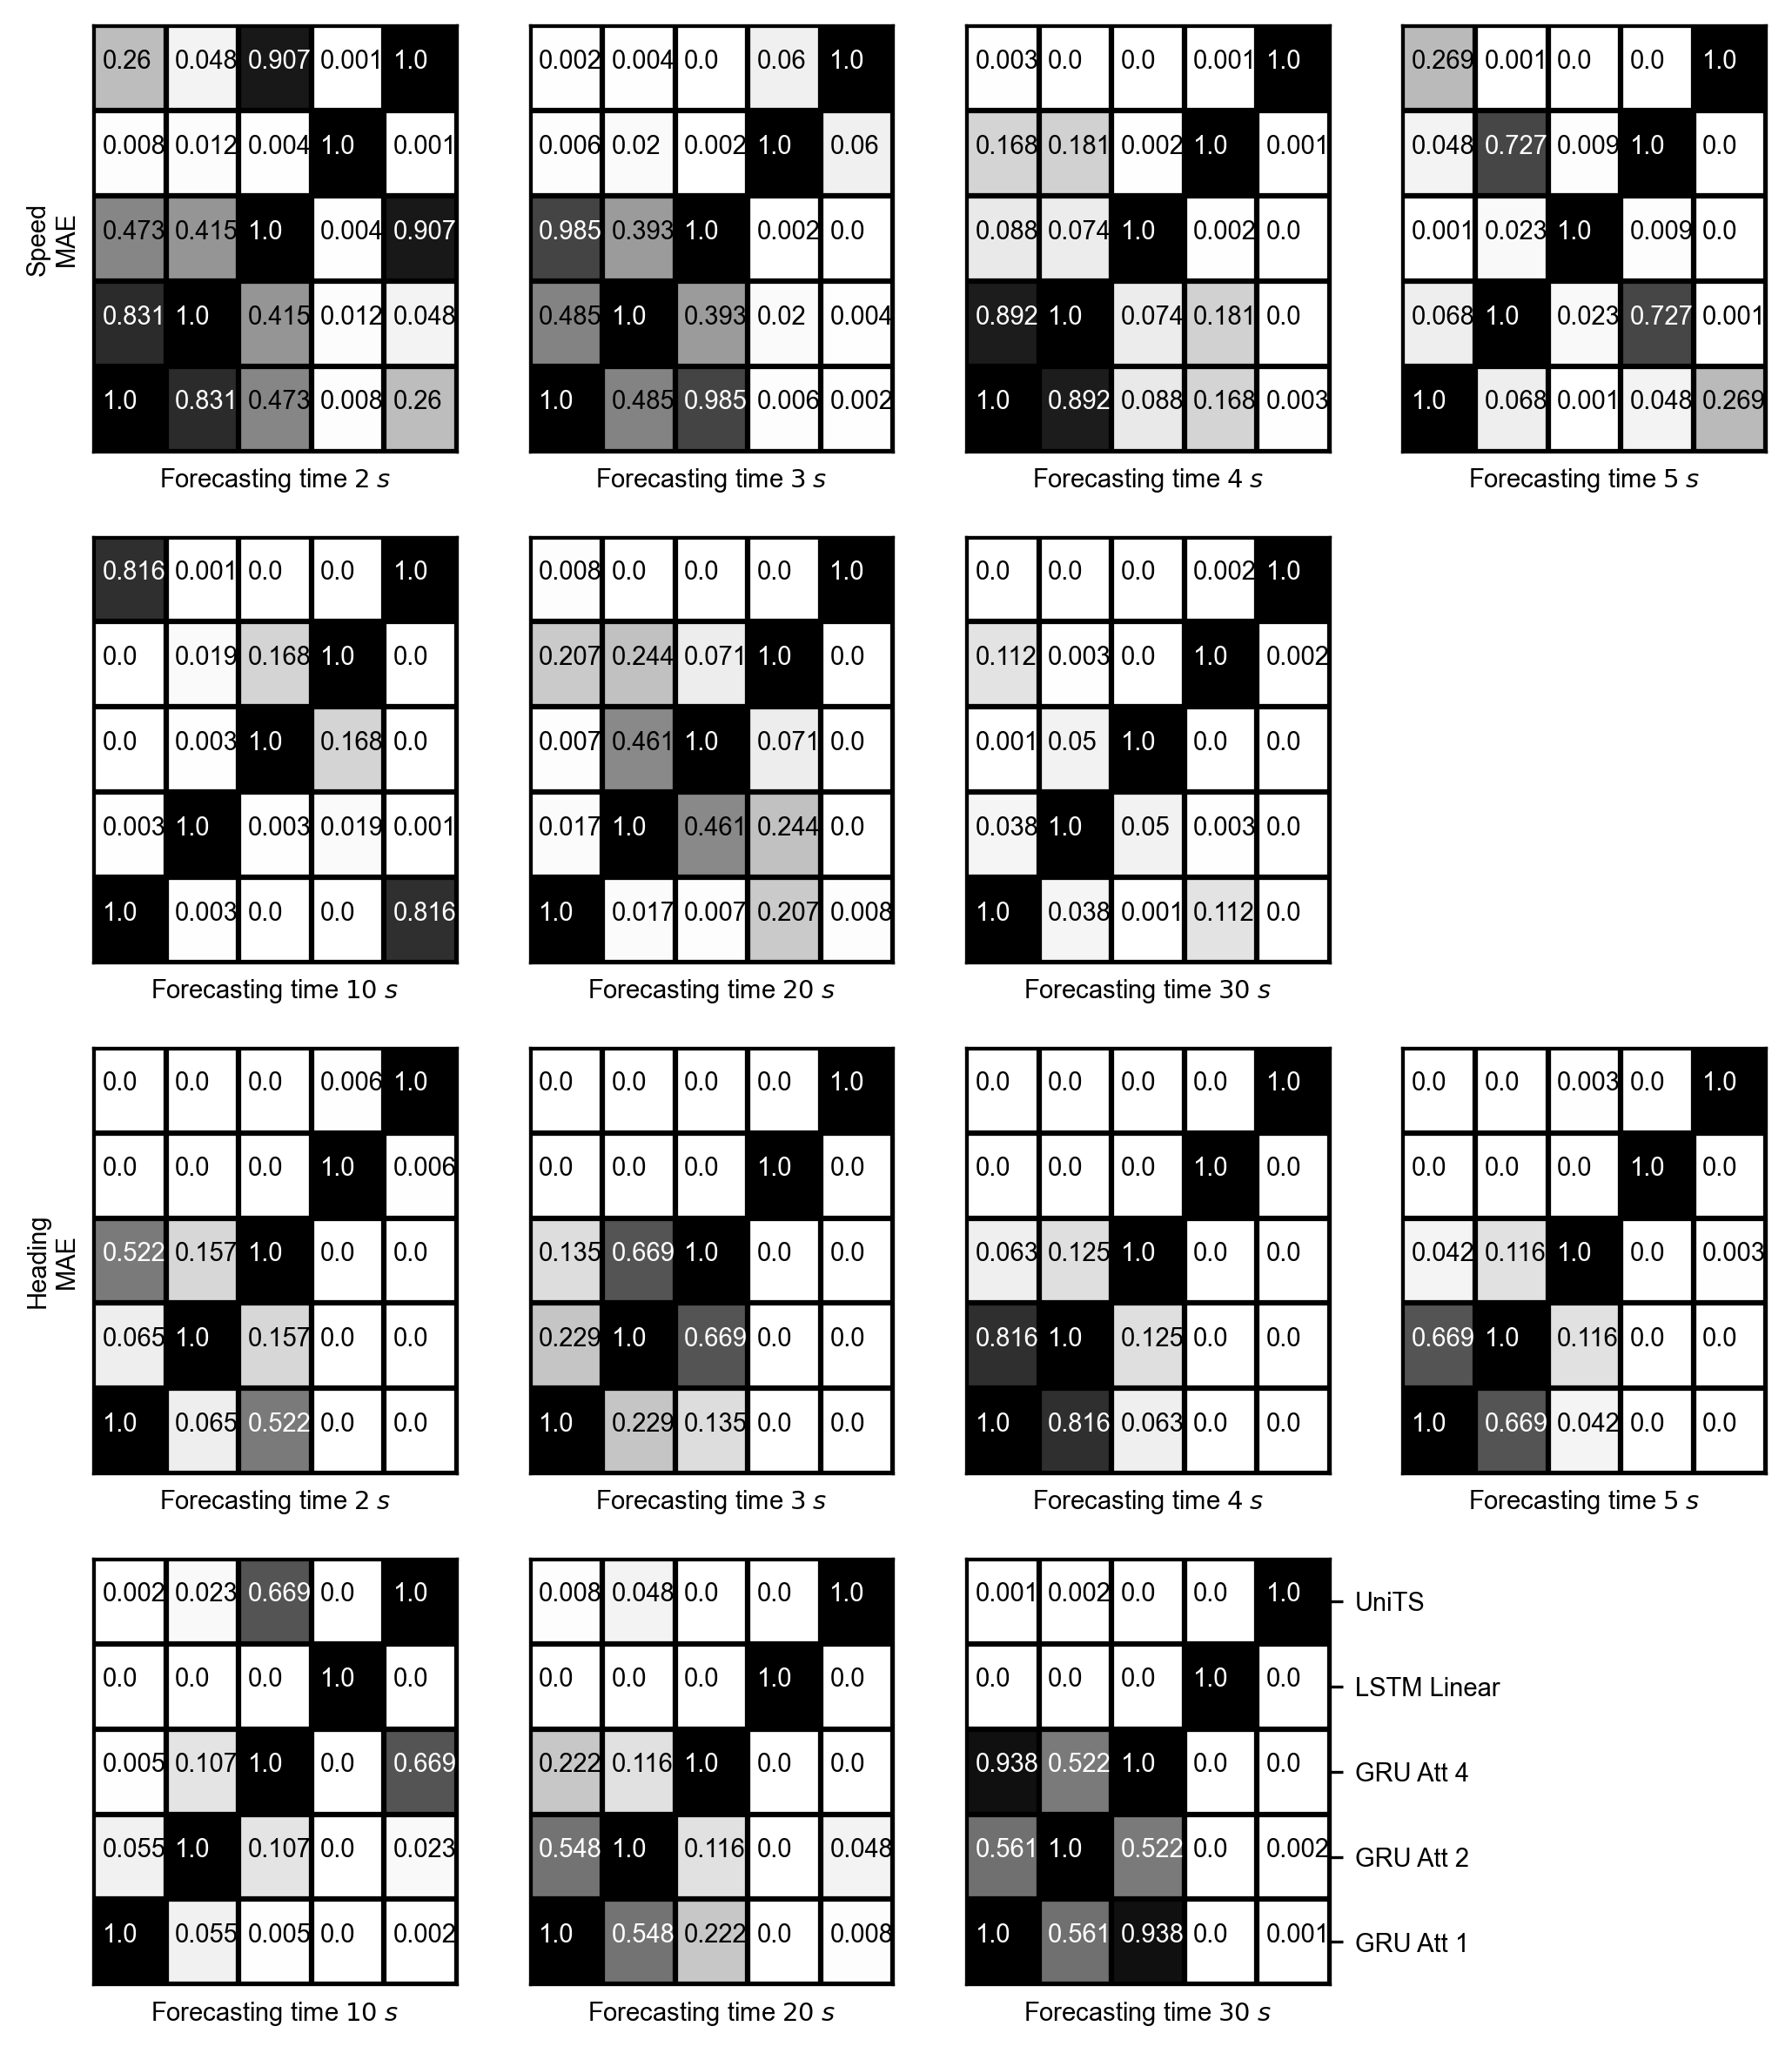 0.26 0.048 0.907 0.001 1.0
0.008 0.012 0.004 1.0 0.001
0.473 0.415 1.0 0.004 0.907
0.831 1.0 0.415 0.012 0.048
1.0 0.831 0.473 0.008 0.26
Forecasting time 2 s
0.002 0.004 0.0 0.06 1.0
0.006 0.02 0.002 1.0 0.06
0.985 0.393 1.0 0.002 0.0
0.485 1.0 0.393 0.02 0.004
1.0 0.485 0.985 0.006 0.002
Forecasting time 3 s
0.003 0.0 0.0 0.001 1.0
0.168 0.181 0.002 1.0 0.001
0.088 0.074 1.0 0.002 0.0
0.892 1.0 0.074 0.181 0.0
1.0 0.892 0.088 0.168 0.003
Forecasting time 4 s
0.269 0.001 0.0 0.0 1.0
0.048 0.727 0.009 1.0 0.0
0.001 0.023 1.0 0.009 0.0
0.068 1.0 0.023 0.727 0.001
1.0 0.068 0.001 0.048 0.269
Forecasting time 5 s
Speed
MAE
0.816 0.001 0.0 0.0 1.0
0.0 0.019 0.168 1.0 0.0
0.0 0.003 1.0 0.168 0.0
0.003 1.0 0.003 0.019 0.001
1.0 0.003 0.0 0.0 0.816
Forecasting time 10 s
0.008 0.0 0.0 0.0 1.0
0.207 0.244 0.071 1.0 0.0
0.007 0.461 1.0 0.071 0.0
0.017 1.0 0.461 0.244 0.0
1.0 0.017 0.007 0.207 0.008
Forecasting time 20 s
0.0 0.0 0.0 0.002 1.0
0.112 0.003 0.0 1.0 0.002
0.001 0.05 1.0 0.0 0.0
0.038 1.0 0.05 0.003 0.0
1.0 0.038 0.001 0.112 0.0
Forecasting time 30 s
0.0 0.0 0.0 0.006 1.0
0.0 0.0 0.0 1.0 0.006
0.522 0.157 1.0 0.0 0.0
0.065 1.0 0.157 0.0 0.0
1.0 0.065 0.522 0.0 0.0
Forecasting time 2 s
0.0 0.0 0.0 0.0 1.0
0.0 0.0 0.0 1.0 0.0
0.135 0.669 1.0 0.0 0.0
0.229 1.0 0.669 0.0 0.0
1.0 0.229 0.135 0.0 0.0
Forecasting time 3 s
0.0 0.0 0.0 0.0 1.0
0.0 0.0 0.0 1.0 0.0
0.063 0.125 1.0 0.0 0.0
0.816 1.0 0.125 0.0 0.0
1.0 0.816 0.063 0.0 0.0
Forecasting time 4 s
0.0 0.0 0.003 0.0 1.0
0.0 0.0 0.0 1.0 0.0
0.042 0.116 1.0 0.0 0.003
0.669 1.0 0.116 0.0 0.0
1.0 0.669 0.042 0.0 0.0
Forecasting time 5 s
Heading
MAE
0.002 0.023 0.669 0.0 1.0
0.0 0.0 0.0 1.0 0.0
0.005 0.107 1.0 0.0 0.669
0.055 1.0 0.107 0.0 0.023
1.0 0.055 0.005 0.0 0.002
Forecasting time 10 s
0.008 0.048 0.0 0.0 1.0
0.0 0.0 0.0 1.0 0.0
0.222 0.116 1.0 0.0 0.0
0.548 1.0 0.116 0.0 0.048
1.0 0.548 0.222 0.0 0.008
Forecasting time 20 s
0.001 0.002 0.0 0.0 1.0 UniTS
0.0 0.0 0.0 1.0 0.0 LSTM Linear
0.938 0.522 1.0 0.0 0.0 GRU Att 4
0.561 1.0 0.522 0.0 0.002 GRU Att 2
1.0 0.561 0.938 0.0 0.001 GRU Att 1
Forecasting time 30 s